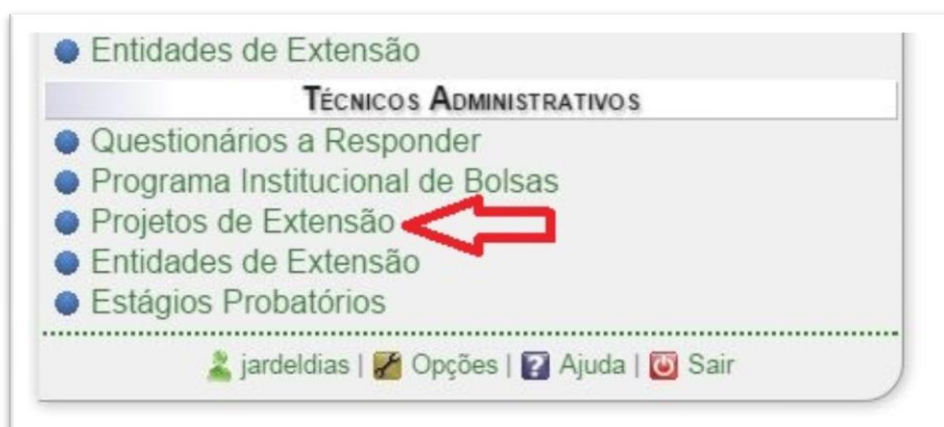 Entidades de Extensão
Técnicos Administrativos
Questionários a Responder
Programa Institucional de Bolsas
Projetos de Extensão
Entidades de Extensão
Estágios Probatórios
jardeldias | Opções | Ajuda | Sair